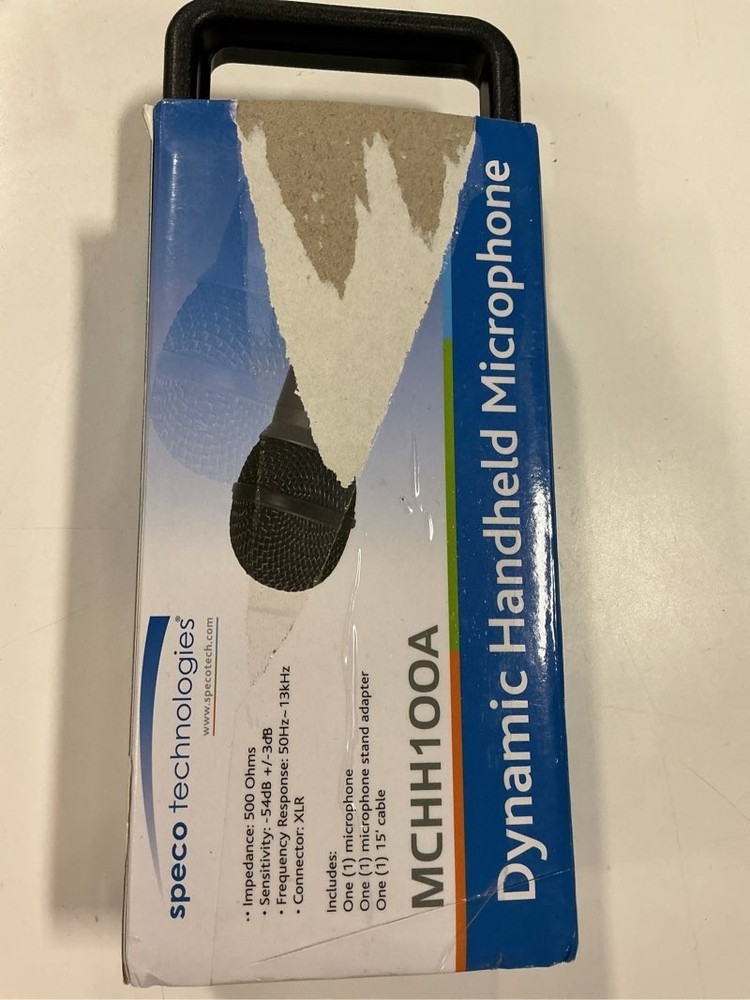 speco technologies®
www.specotech.com
•• Impedance: 500 Ohms
• Sensitivity: -54dB +/-3dB
• Frequency Response: 50Hz~13kHz
• Connector: XLR
Includes:
One (1) microphone
One (1) microphone stand adapter
One (1) 15' cable
MCHH100A
Dynamic Handheld Microphone